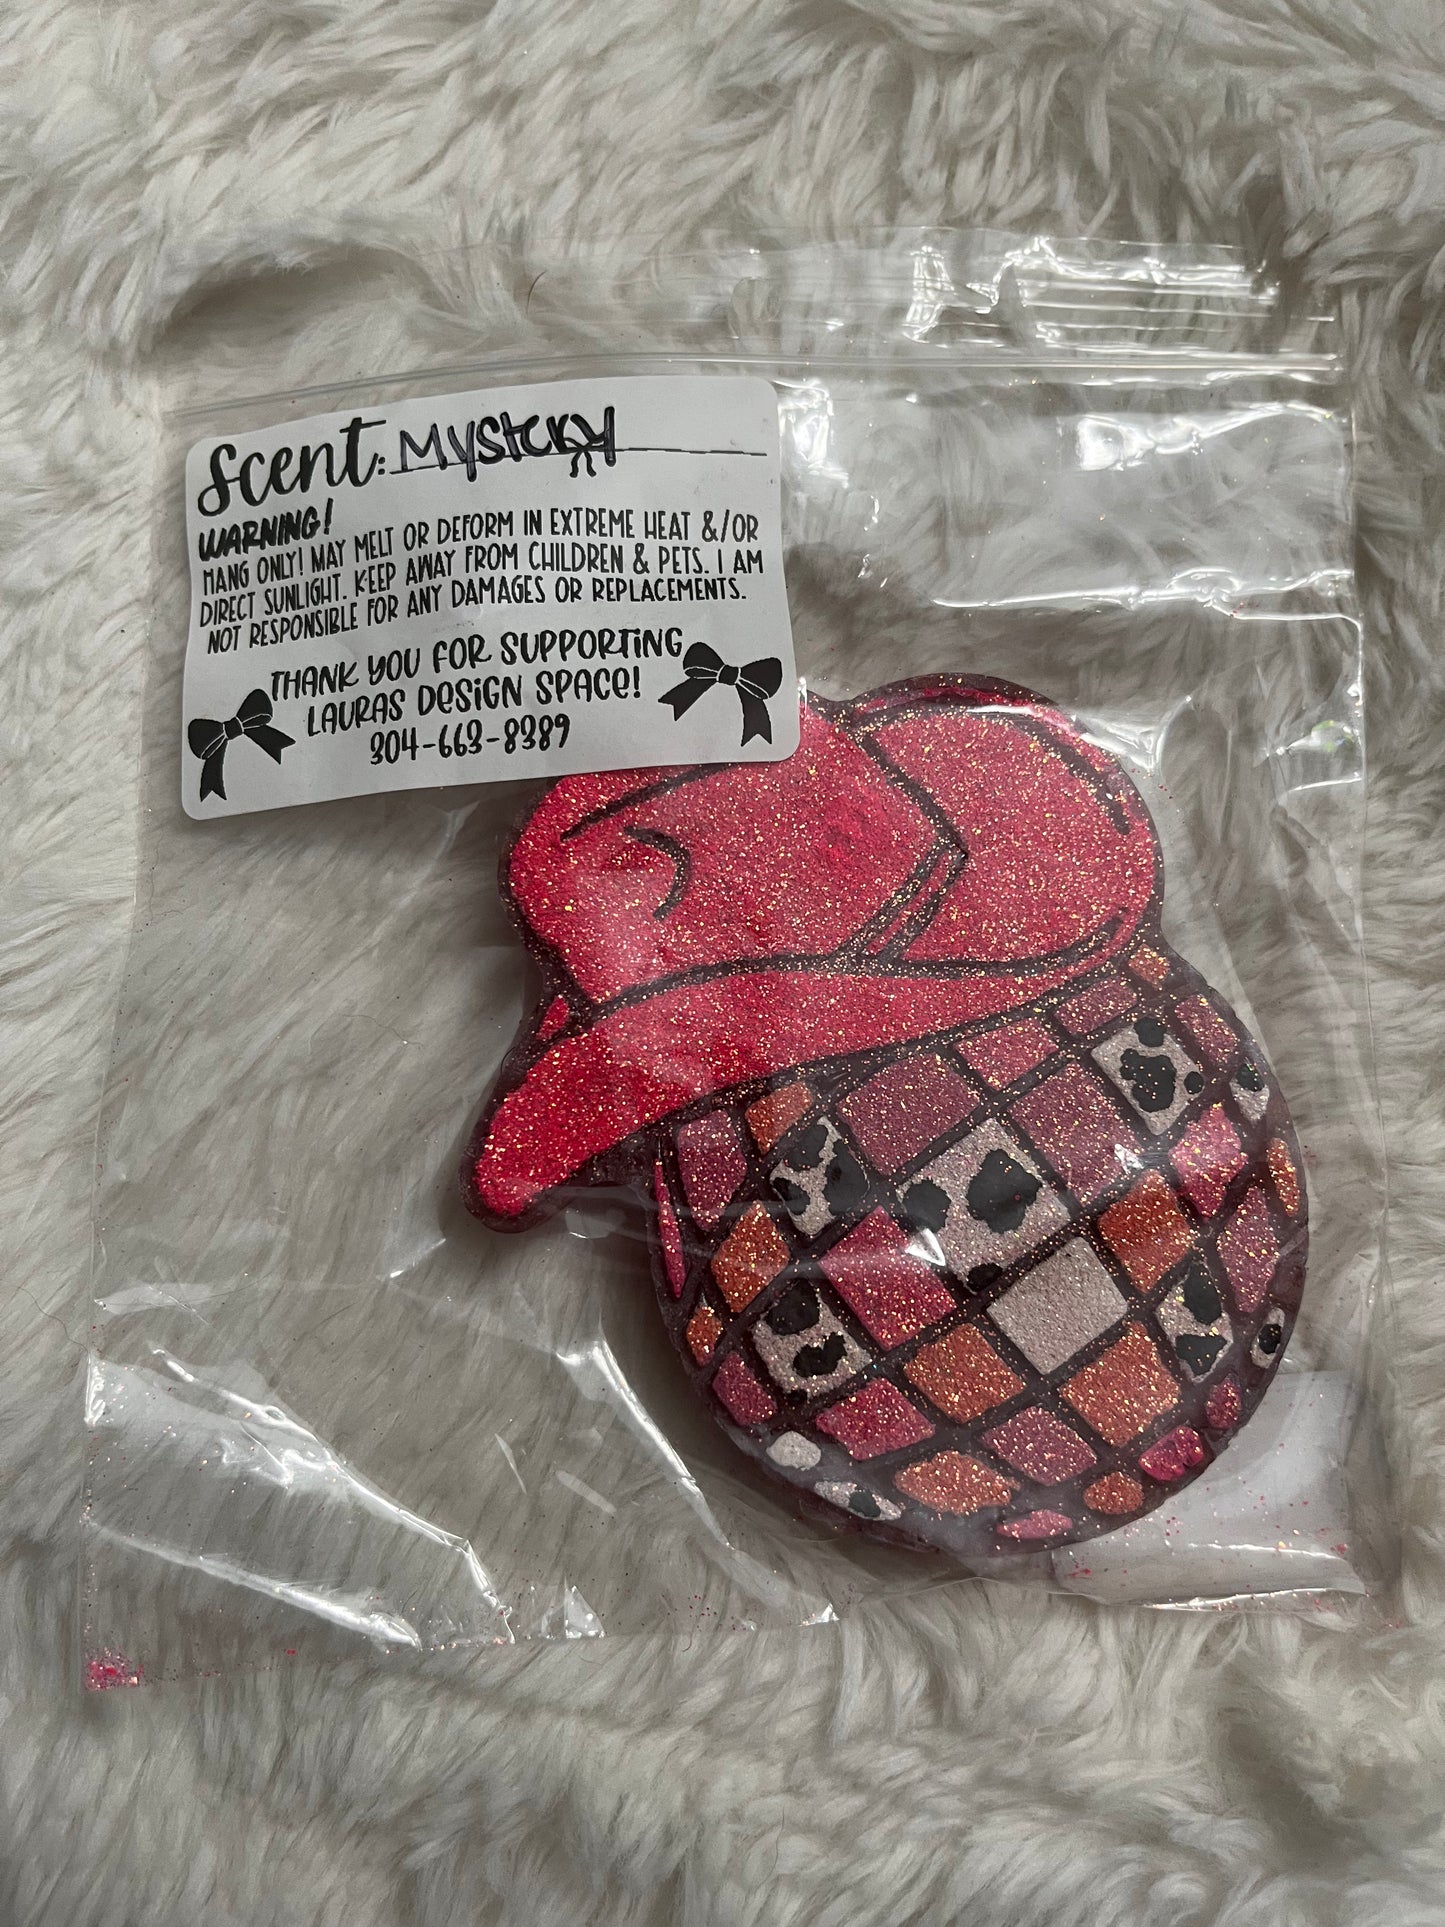 Scent: Mystery
WARNING!
HANG ONLY! MAY MELT OR DEFORM IN EXTREME HEAT &/OR
DIRECT SUNLIGHT. KEEP AWAY FROM CHILDREN & PETS. I AM
NOT RESPONSIBLE FOR ANY DAMAGES OR REPLACEMENTS.
THANK YOU FOR SUPPORTING
LAURAS DESIGN SPACE!
304-663-8389